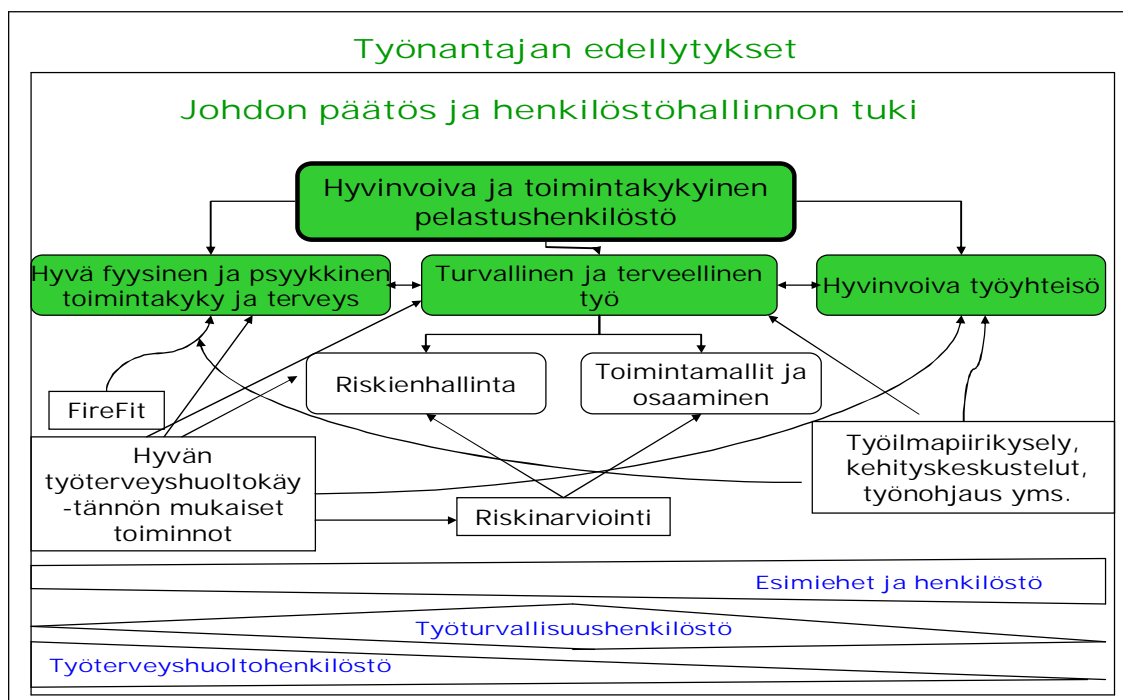 Työnantajan edellytykset
Johdon päätös ja henkilöstöhallinnon tuki
Hyvinvoiva ja toimintakykyinen
pelastushenkilöstö
Hyvä fyysinen ja psyykkinen
toimintakyky ja terveys
Turvallinen ja terveellinen
työ
Hyvinvoiva työyhteisö
Riskienhallinta
Toimintamallit ja
osaaminen
FireFit
Hyvän
työterveyshuoltokäy
-tännön mukaiset
toiminnot
Riskinarviointi
Työilmapiirikysely,
kehityskeskustelut,
työnohjaus yms.
Esimiehet ja henkilöstö
Työturvallisuushenkilöstö
Työterveyshuoltohenkilöstö